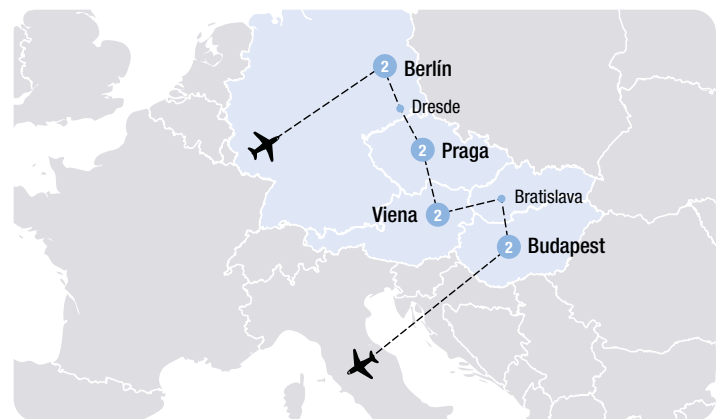 2 Berlín
Dresde
2 Praga
Bratislava
Viena 2
2 Budapest